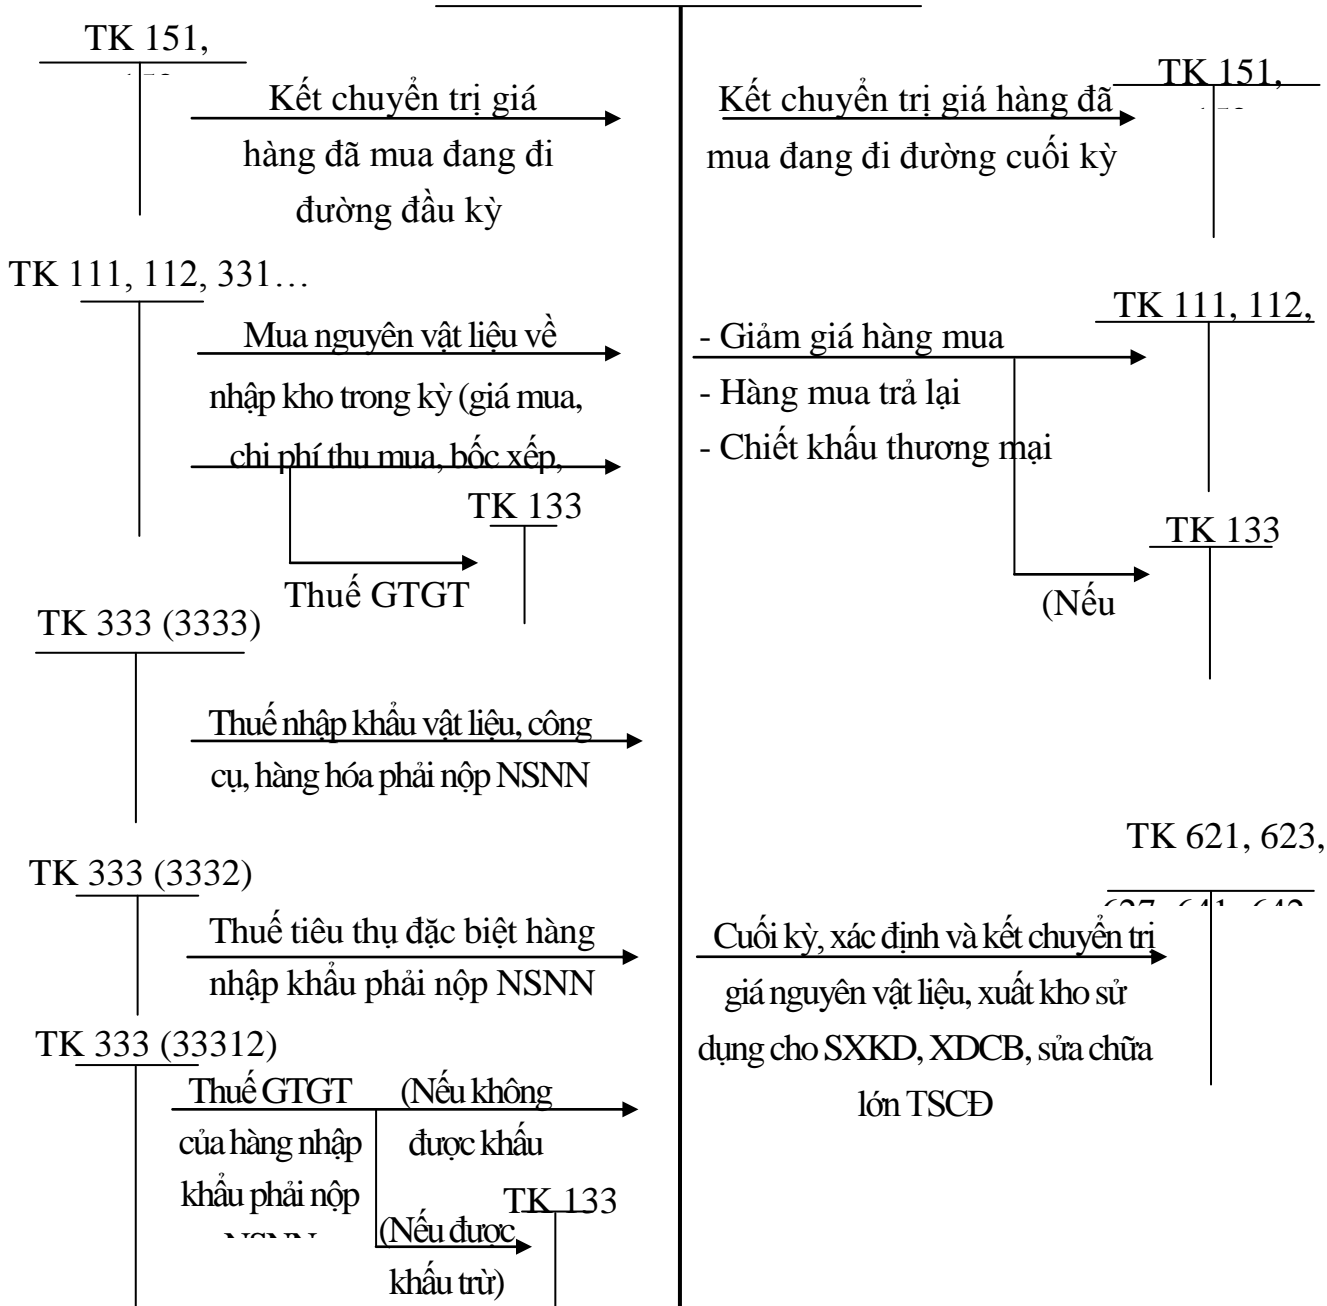 TK 151,
Kết chuyển trị giá
hàng đã mua đang đi
đường đầu kỳ
TK 111, 112, 331…
Mua nguyên vật liệu về
nhập kho trong kỳ (giá mua,
chi phí thu mua, bốc xếp,
TK 133
Thuế GTGT
TK 333 (3333)
Thuế nhập khẩu vật liệu, công
cụ, hàng hóa phải nộp NSNN
TK 333 (3332)
Thuế tiêu thụ đặc biệt hàng
nhập khẩu phải nộp NSNN
TK 333 (33312)
Thuế GTGT
của hàng nhập
khẩu phải nộp
NSNN
(Nếu không
được khấu
TK 133
(Nếu được
khấu trừ)
TK 151,
Kết chuyển trị giá hàng đã
mua đang đi đường cuối kỳ
TK 111, 112,
- Giảm giá hàng mua
- Hàng mua trả lại
- Chiết khấu thương mại
TK 133
(Nếu
TK 621, 623,
627, 641, 642
Cuối kỳ, xác định và kết chuyển trị
giá nguyên vật liệu, xuất kho sử
dụng cho SXKD, XDCB, sửa chữa
lớn TSCĐ